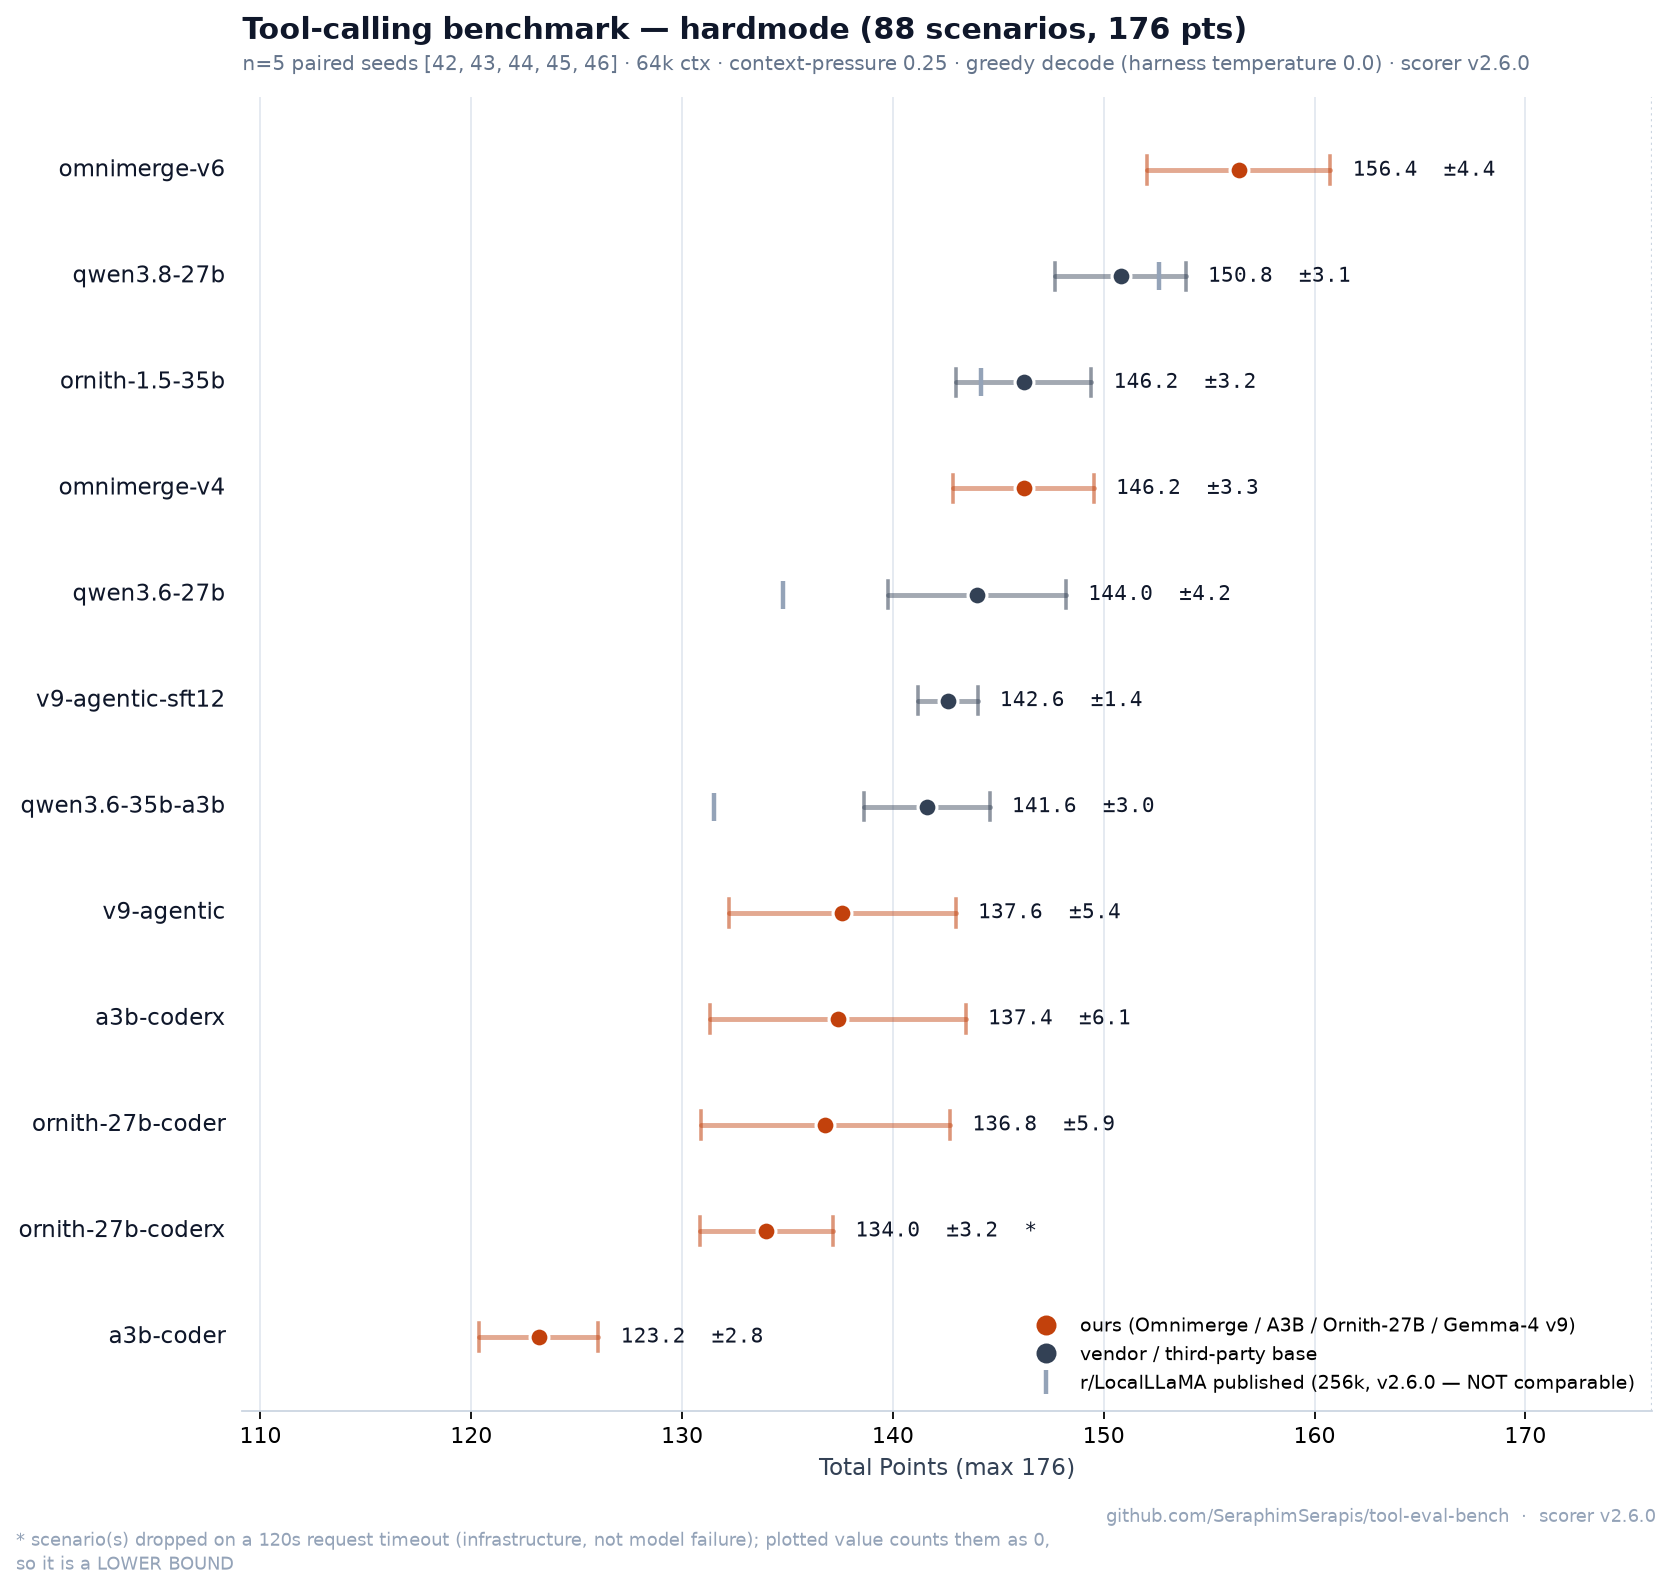 Tool-calling benchmark — hardmode (88 scenarios, 176 pts)
n=5 paired seeds [42, 43, 44, 45, 46] · 64k ctx · context-pressure 0.25 · greedy decode (harness temperature 0.0) · scorer v2.6.0
omnimerge-v6 156.4 ±4.4
qwen3.8-27b 150.8 ±3.1
ornith-1.5-35b 146.2 ±3.2
omnimerge-v4 146.2 ±3.3
qwen3.6-27b 144.0 ±4.2
v9-agentic-sft12 142.6 ±1.4
qwen3.6-35b-a3b 141.6 ±3.0
v9-agentic 137.6 ±5.4
a3b-coderx 137.4 ±6.1
ornith-27b-coder 136.8 ±5.9
ornith-27b-coderx 134.0 ±3.2 *
a3b-coder 123.2 ±2.8
ours (Omnimerge / A3B / Ornith-27B / Gemma-4 v9)
vendor / third-party base
r/LocalLLaMA published (256k, v2.6.0 — NOT comparable)
110 120 130 140 150 160 170
Total Points (max 176)
github.com/SeraphimSerapis/tool-eval-bench · scorer v2.6.0
* scenario(s) dropped on a 120s request timeout (infrastructure, not model failure); plotted value counts them as 0,
so it is a LOWER BOUND